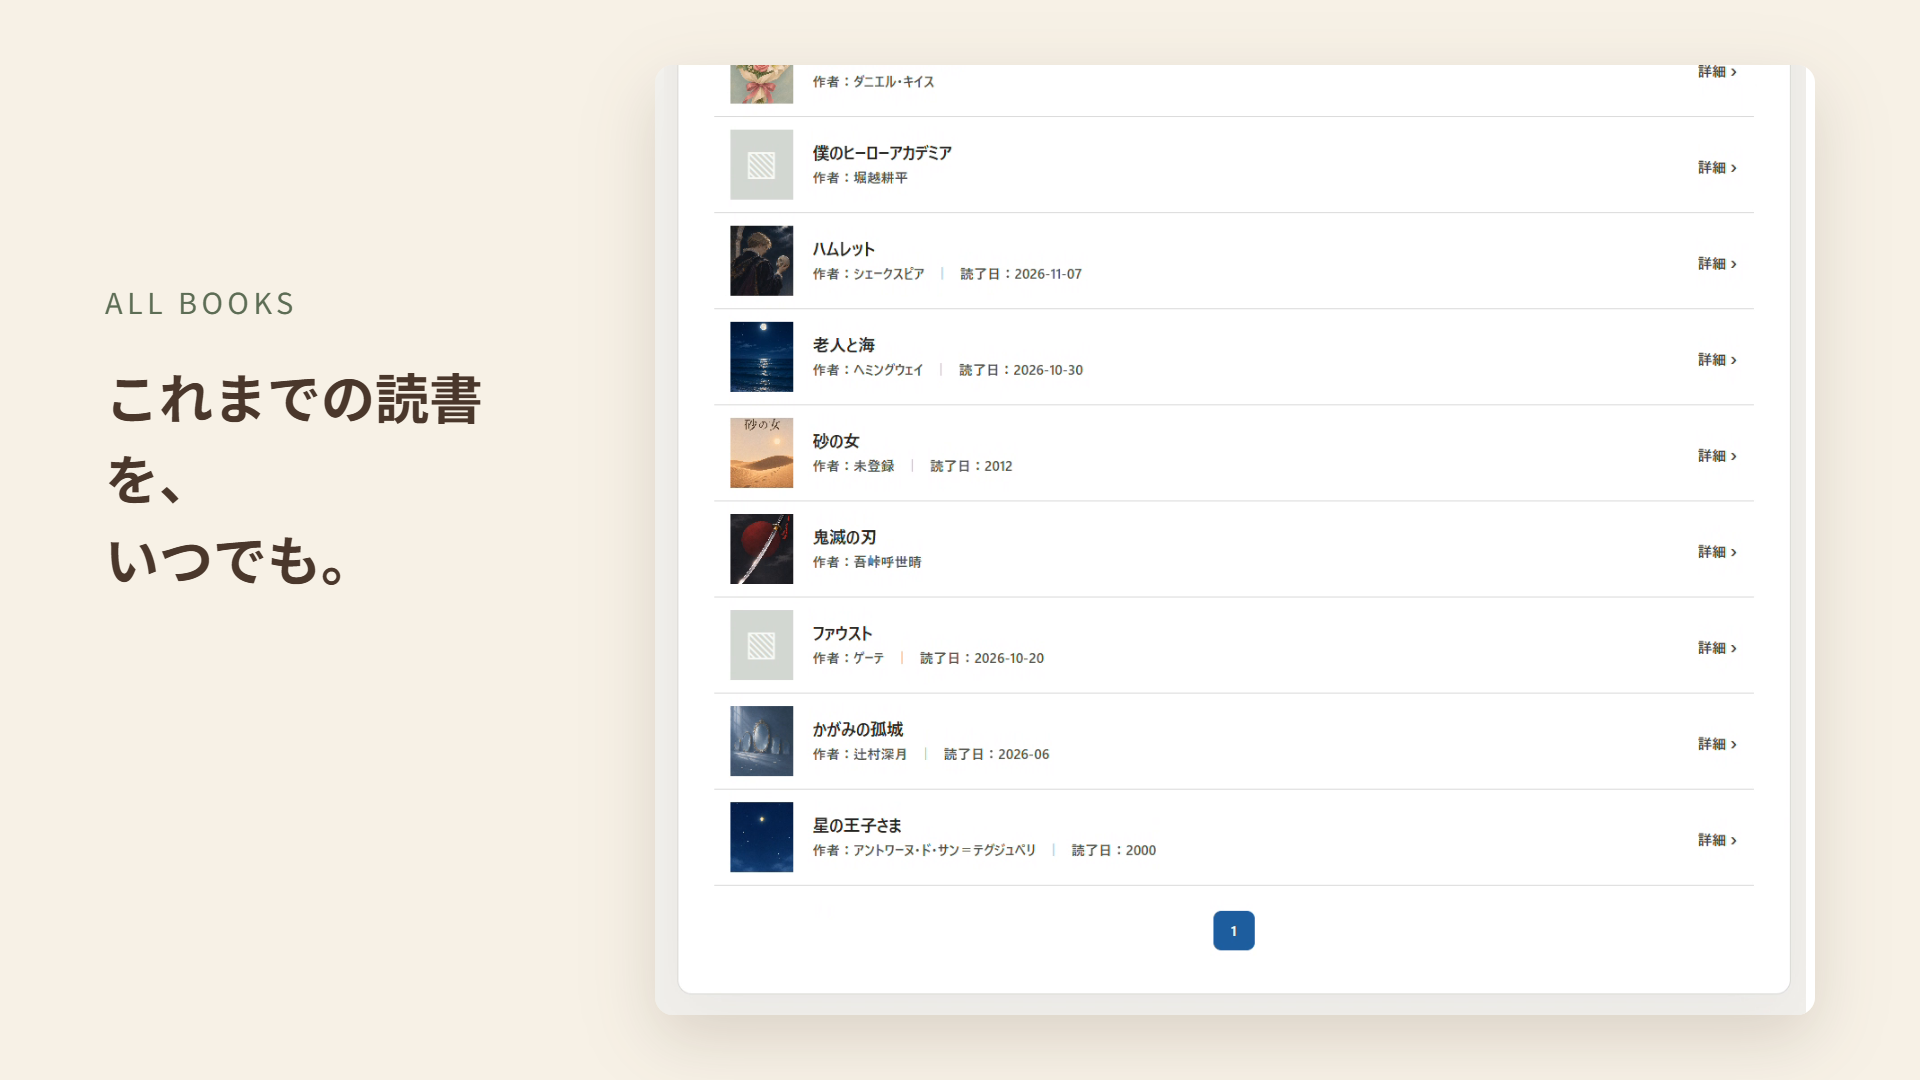 ALL BOOKS
これまでの読書
を、
いつでも。
作者：ダニエル・キイス
詳細 ›
僕のヒーローアカデミア
作者：堀越耕平
詳細 ›
ハムレット
作者：シェークスピア | 読了日：2026-11-07
詳細 ›
老人と海
作者：ヘミングウェイ | 読了日：2026-10-30
詳細 ›
砂の女
砂の女
作者：未登録 | 読了日：2012
詳細 ›
鬼滅の刃
作者：吾峠呼世晴
詳細 ›
ファウスト
作者：ゲーテ | 読了日：2026-10-20
詳細 ›
かがみの孤城
作者：辻村深月 | 読了日：2026-06
詳細 ›
星の王子さま
作者：アントワーヌ・ド・サン＝テグジュペリ | 読了日：2000
詳細 ›
1